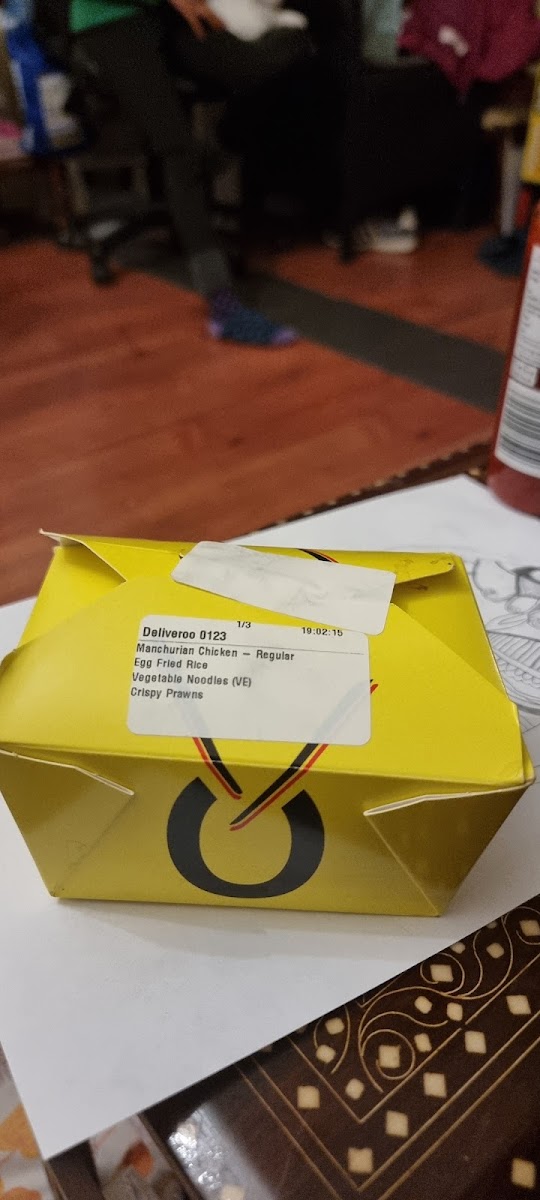 1/3
Deliveroo 0123 19:02:15
Manchurian Chicken – Regular
Egg Fried Rice
Vegetable Noodles (VE)
Crispy Prawns